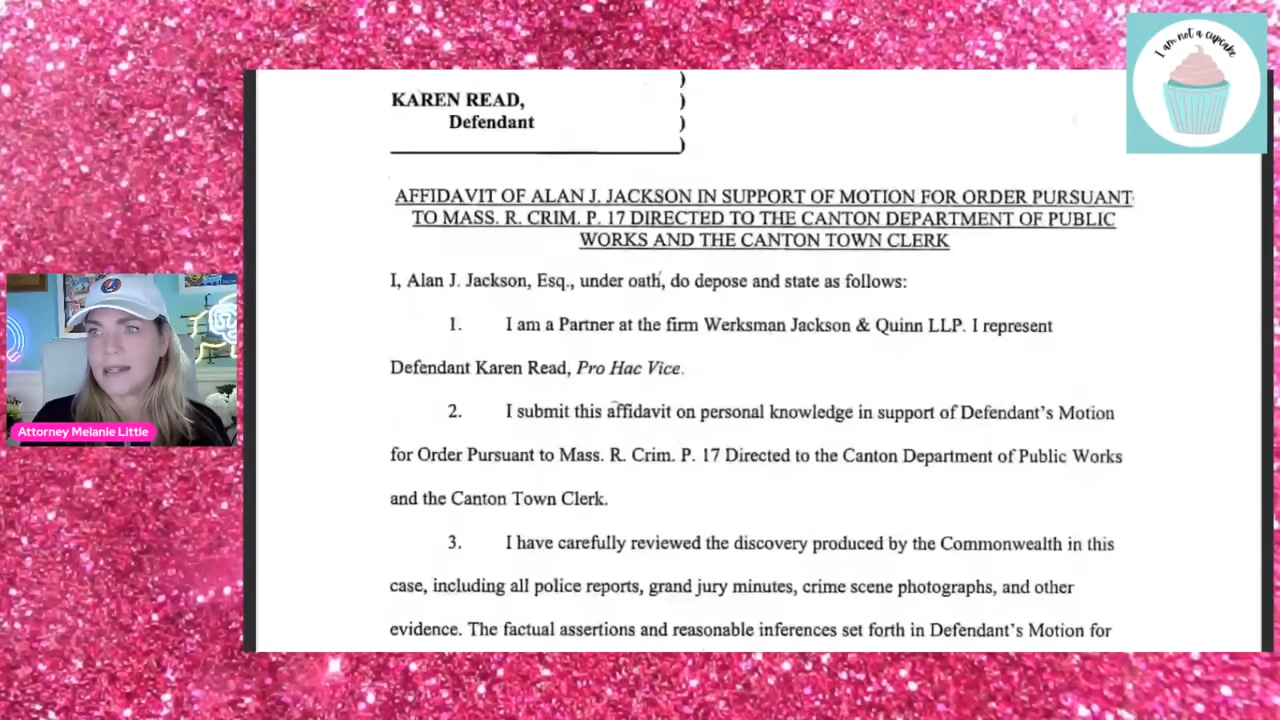 I am not a cupcake
KAREN READ,
Defendant
)
)
)
)
AFFIDAVIT OF ALAN J. JACKSON IN SUPPORT OF MOTION FOR ORDER PURSUANT
TO MASS. R. CRIM. P. 17 DIRECTED TO THE CANTON DEPARTMENT OF PUBLIC
WORKS AND THE CANTON TOWN CLERK
I, Alan J. Jackson, Esq., under oath, do depose and state as follows:
1. I am a Partner at the firm Werksman Jackson & Quinn LLP. I represent
Defendant Karen Read, Pro Hac Vice.
2. I submit this affidavit on personal knowledge in support of Defendant's Motion
for Order Pursuant to Mass. R. Crim. P. 17 Directed to the Canton Department of Public Works
and the Canton Town Clerk.
3. I have carefully reviewed the discovery produced by the Commonwealth in this
case, including all police reports, grand jury minutes, crime scene photographs, and other
evidence. The factual assertions and reasonable inferences set forth in Defendant's Motion for
Attorney Melanie Little